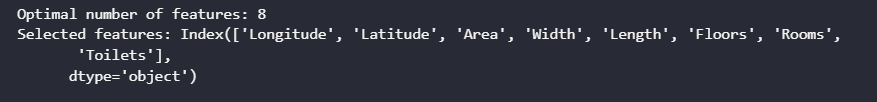 Optimal number of features: 8
Selected features: Index(['Longitude', 'Latitude', 'Area', 'Width', 'Length', 'Floors', 'Rooms',
'Toilets'],
dtype='object')